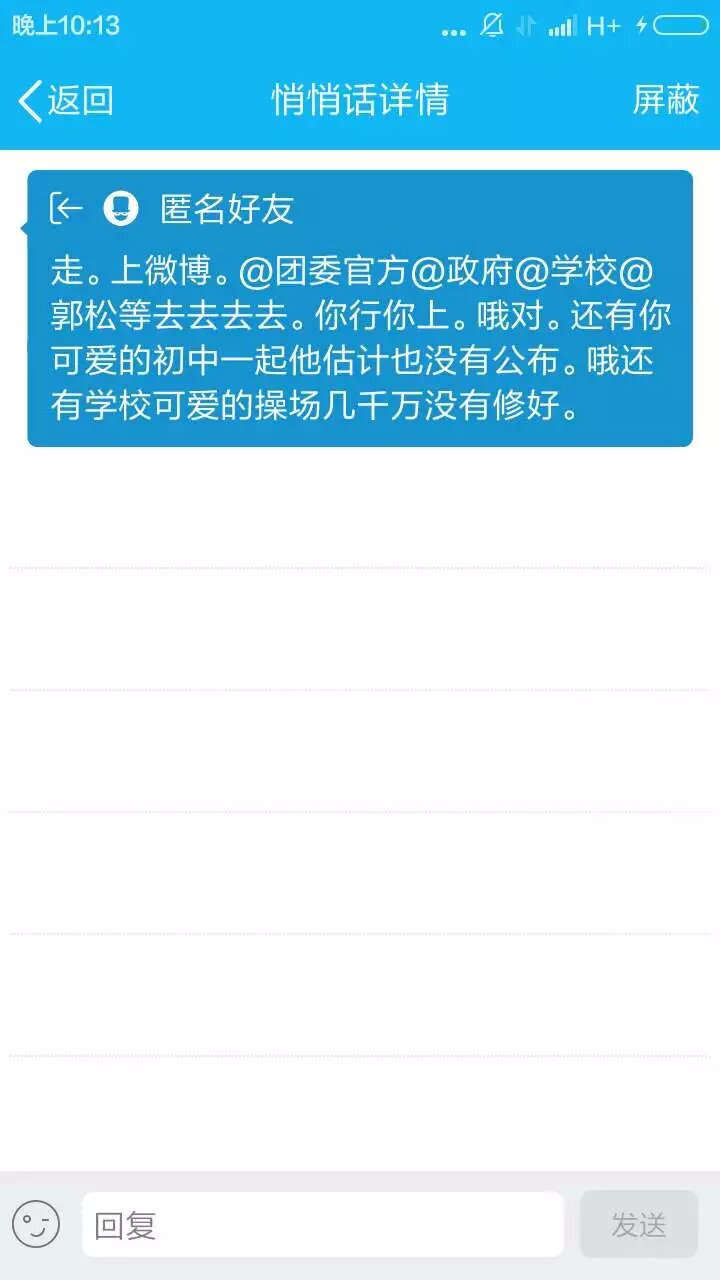 晚上10:13
H+
返回
悄悄话详情
屏蔽
匿名好友
走。上微博。@团委官方@政府@学校@
郭松等去去去去。你行你上。哦对。还有你
可爱的初中一起他估计也没有公布。哦还
有学校可爱的操场几千万没有修好。
回复
发送